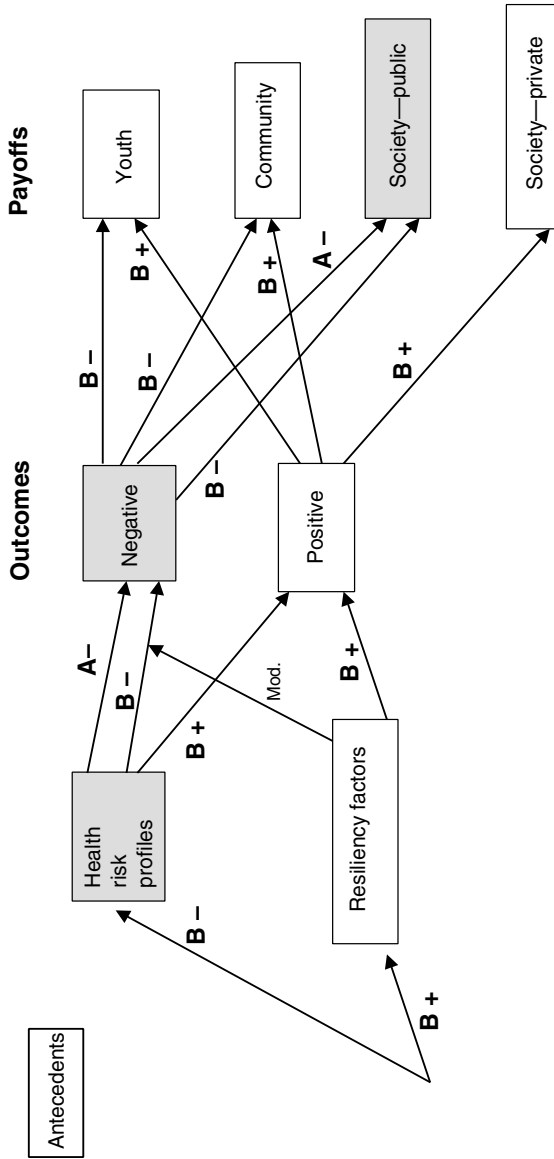 Antecedents
Outcomes
Payoffs
Health
risk
profiles
Resiliency factors
Negative
Positive
Youth
Community
Society—public
Society—private
B –
B +
A–
B –
B +
Mod.
B +
B –
B –
B –
B +
B +
A –
B +